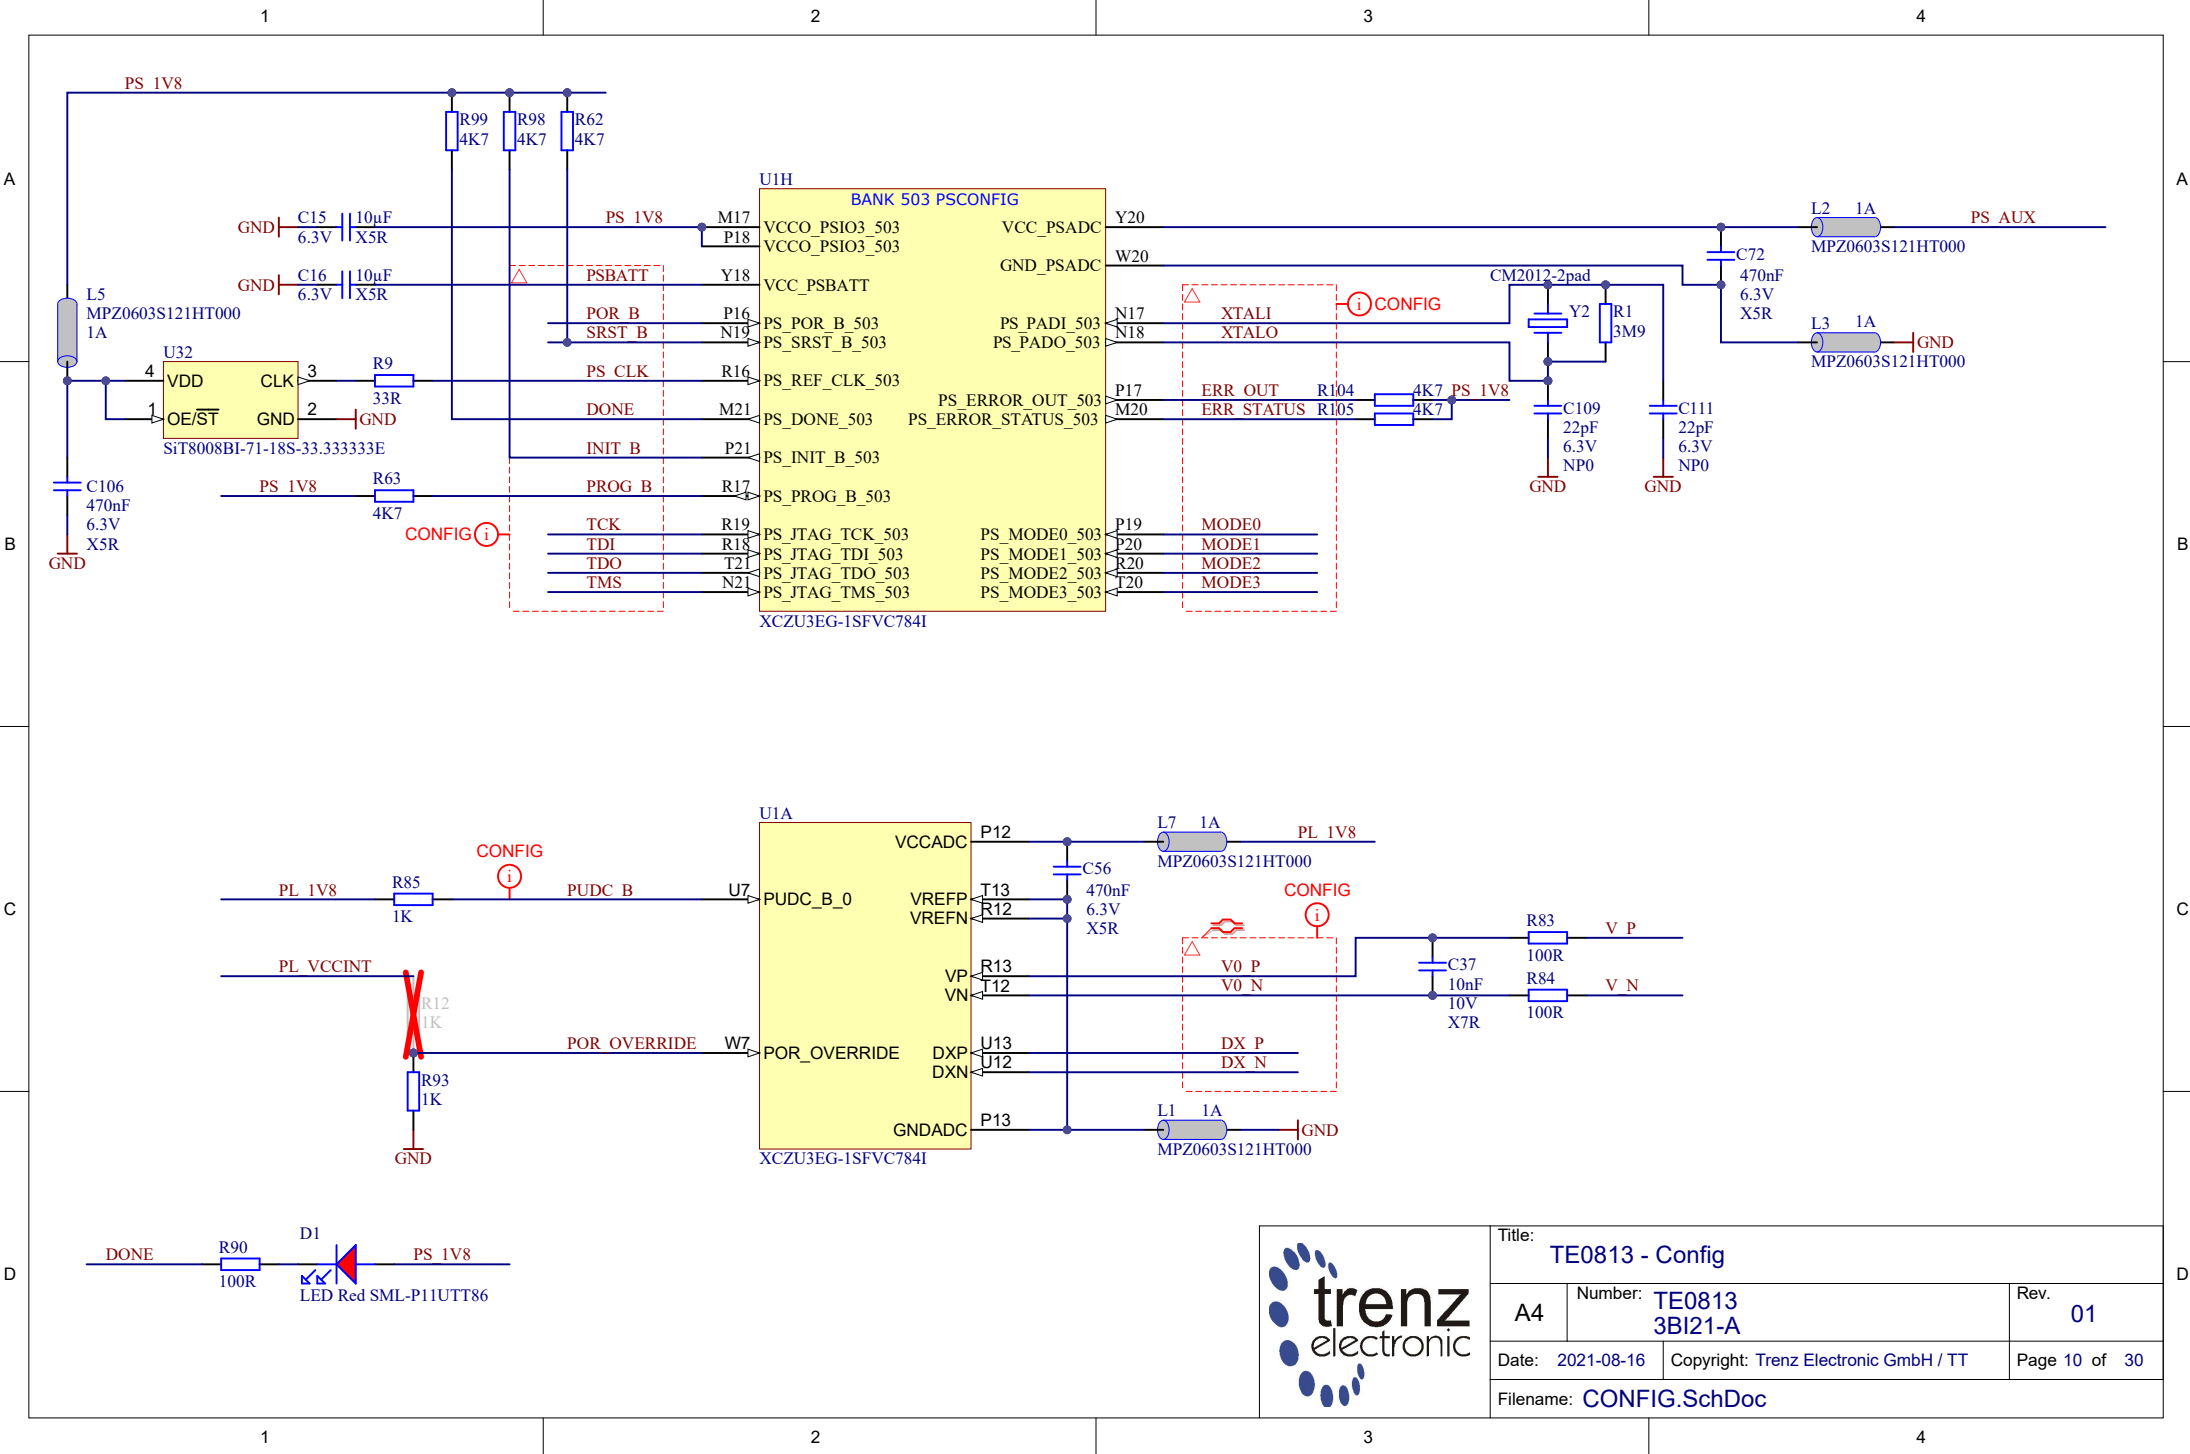 1 2 3 4
A
B
C
D
A
B
C
D
PS_1V8
R99
4K7
R98
4K7
R62
4K7
U1H
BANK 503 PSCONFIG
GND
C15
6.3V
10µF
X5R
PS_1V8
M17
P18
VCCO_PSIO3_503
VCCO_PSIO3_503
GND
C16
6.3V
10µF
X5R
PSBATT
Y18
VCC_PSBATT
POR_B
P16
PS_POR_B_503
SRST_B
N19
PS_SRST_B_503
L5
MPZ0603S121HT000
1A
U32
4
VDD
CLK
3
1
OE/ST
GND
2
GND
SiT8008BI-71-18S-33.333333E
R9
33R
PS_CLK
R16
PS_REF_CLK_503
DONE
M21
PS_DONE_503
INIT_B
P21
PS_INIT_B_503
PS_1V8
R63
4K7
PROG_B
R17
PS_PROG_B_503
C106
470nF
6.3V
X5R
GND
CONFIG
i
TCK
R19
PS_JTAG_TCK_503
TDI
R18
PS_JTAG_TDI_503
TDO
T21
PS_JTAG_TDO_503
TMS
N21
PS_JTAG_TMS_503
XCZU3EG-1SFVC784I
VCC_PSADC
Y20
GND_PSADC
W20
PS_PADI_503
N17
XTALI
PS_PADO_503
N18
XTALO
i
CONFIG
CM2012-2pad
Y2
R1
3M9
PS_ERROR_OUT_503
P17
ERR_OUT
R104
4K7
PS_1V8
PS_ERROR_STATUS_503
M20
ERR_STATUS
R105
4K7
C109
22pF
6.3V
NP0
GND
C111
22pF
6.3V
NP0
GND
PS_MODE0_503
P19
MODE0
PS_MODE1_503
P20
MODE1
PS_MODE2_503
R20
MODE2
PS_MODE3_503
T20
MODE3
L2 1A
PS_AUX
MPZ0603S121HT000
C72
470nF
6.3V
X5R
L3 1A
GND
MPZ0603S121HT000
U1A
CONFIG
i
PL_1V8
R85
1K
PUDC_B
U7
PUDC_B_0
PL_VCCINT
R12
1K
POR_OVERRIDE
W7
POR_OVERRIDE
R93
1K
GND
VCCADC
P12
L7 1A
PL_1V8
MPZ0603S121HT000
C56
470nF
6.3V
X5R
VREFP
T13
VREFN
R12
CONFIG
i
VP
R13
V0_P
VN
T12
V0_N
C37
10nF
10V
X7R
R83
100R
V_P
R84
100R
V_N
DXP
U13
DX_P
DXN
U12
DX_N
GNDADC
P13
L1 1A
GND
MPZ0603S121HT000
XCZU3EG-1SFVC784I
DONE
R90
100R
D1
PS_1V8
LED Red SML-P11UTT86
trenz
electronic
Title:
TE0813 - Config
A4
Number: TE0813
3BI21-A
Rev.
01
Date: 2021-08-16
Copyright: Trenz Electronic GmbH / TT
Page 10 of 30
Filename: CONFIG.SchDoc
1 2 3 4